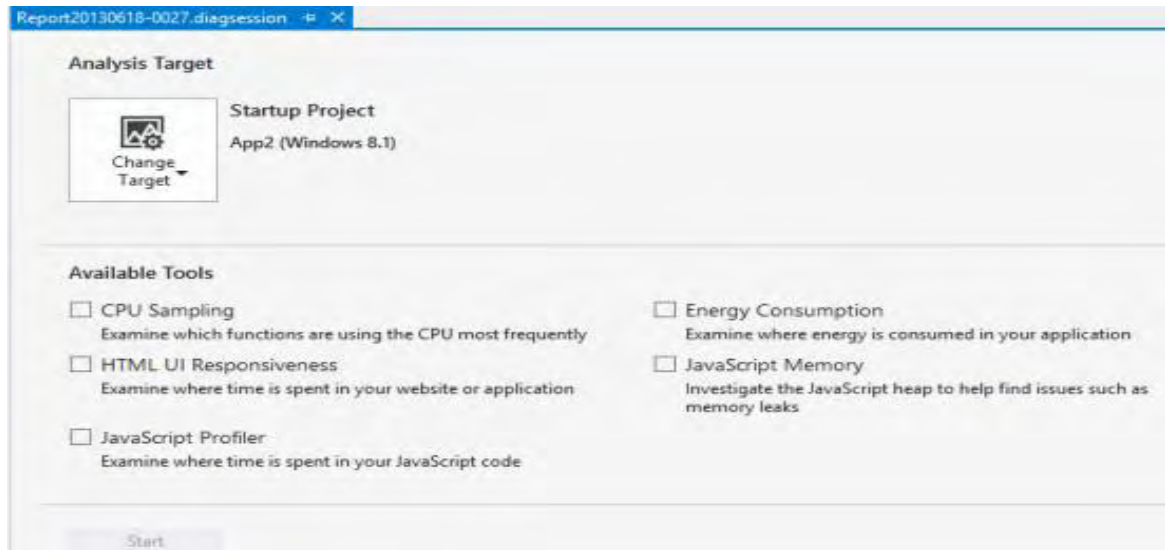 Report20130618-0027.diagsession
Analysis Target
Change
Target
Startup Project
App2 (Windows 8.1)
Available Tools
CPU Sampling
Examine which functions are using the CPU most frequently
HTML UI Responsiveness
Examine where time is spent in your website or application
JavaScript Profiler
Examine where time is spent in your JavaScript code
Energy Consumption
Examine where energy is consumed in your application
JavaScript Memory
Investigate the JavaScript heap to help find issues such as
memory leaks
Start